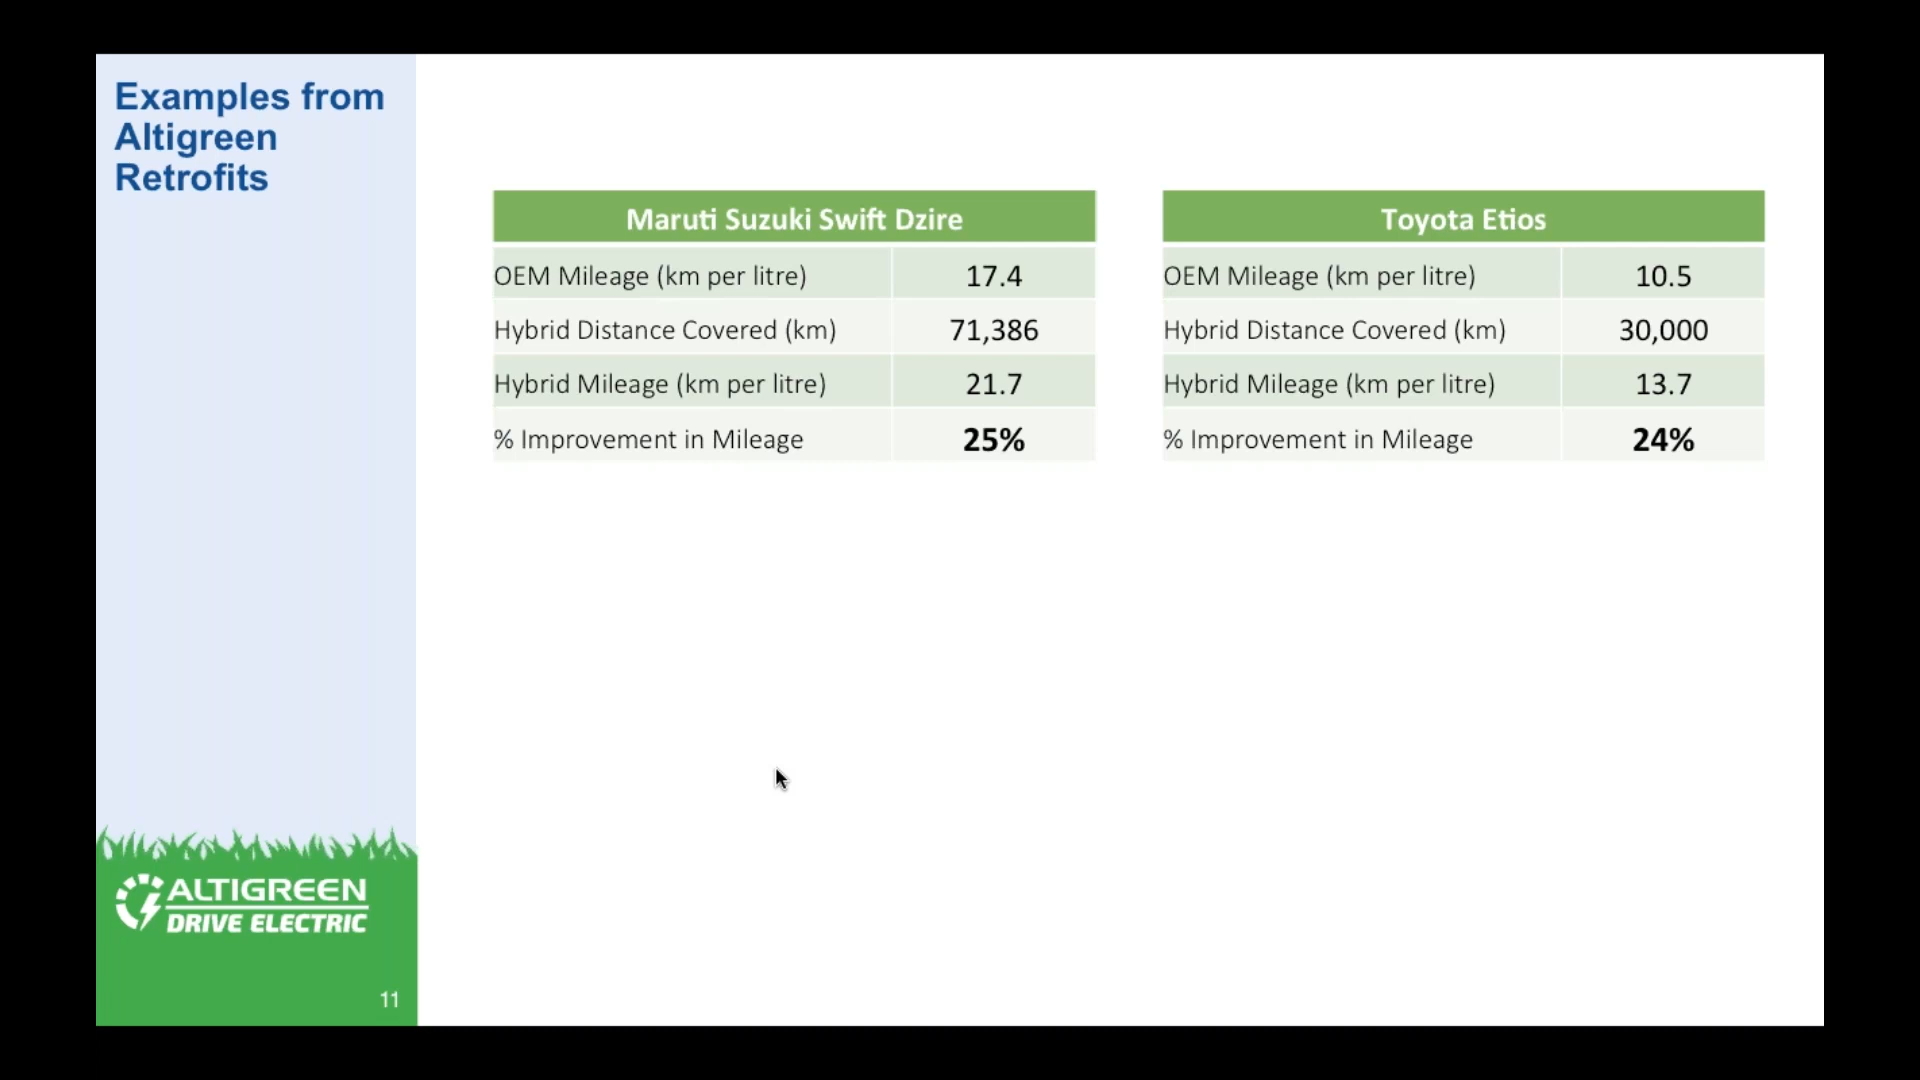 Examples from
Altigreen
Retrofits
Maruti Suzuki Swift Dzire
OEM Mileage (km per litre) 17.4
Hybrid Distance Covered (km) 71,386
Hybrid Mileage (km per litre) 21.7
% Improvement in Mileage 25%
Toyota Etios
OEM Mileage (km per litre) 10.5
Hybrid Distance Covered (km) 30,000
Hybrid Mileage (km per litre) 13.7
% Improvement in Mileage 24%
ALTIGREEN
DRIVE ELECTRIC
11